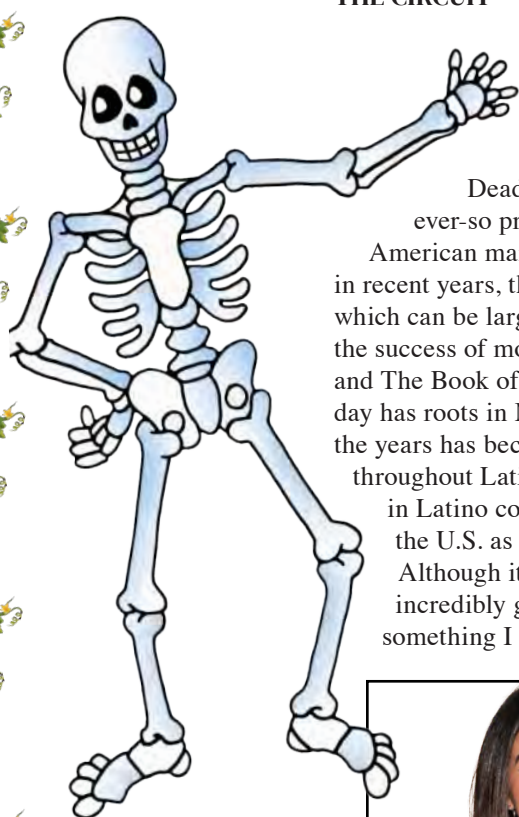 THE CIRCUIT
Dead
ever-so pr
American ma
in recent years, th
which can be larg
the success of mo
and The Book of
day has roots in
the years has bec
throughout Lati
in Latino co
the U.S. as
Although it
incredibly g
something I